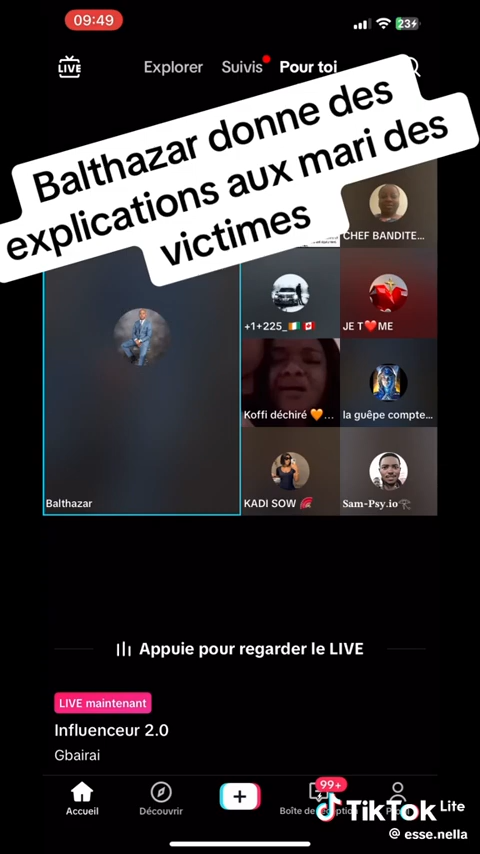 09:49
23
LIVE
Explorer
Suivis
Pour toi
Balthazar donne des
explications aux mari des
victimes
CHEF BANDITE...
+1+225_🇨🇮 🇨🇦
JE T❤️ME
Koffi déchiré 🧡...
la guêpe compte...
Balthazar
KADI SOW
Sam-Psy.io
Appuie pour regarder le LIVE
LIVE maintenant
Influenceur 2.0
Gbairai
99+
Accueil
Découvrir
Boîte de réception
TikTok Lite
@ esse.nella